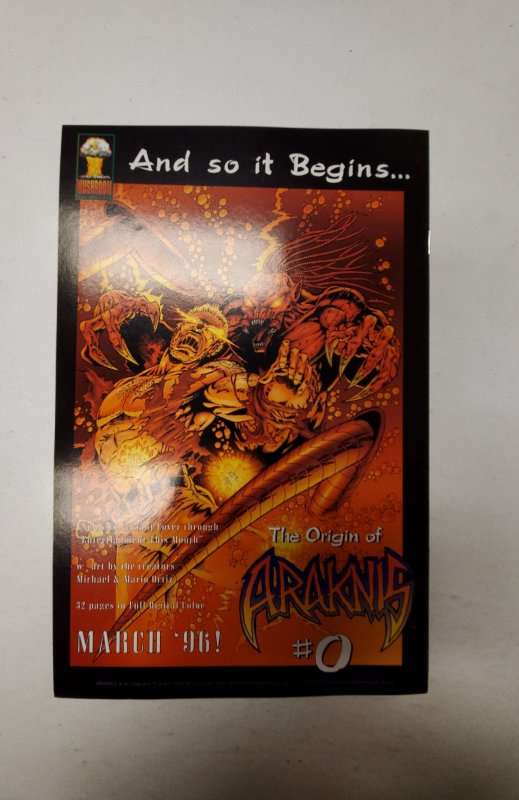 MUSHROOM
And so it Begins...
Variant Cover through
"Entertainment This Month"
w/ art by the creators
Michael & Mario Ortiz
32 pages in Full Digital Color
MARCH '96!
The Origin of
ARAKNIS
#0